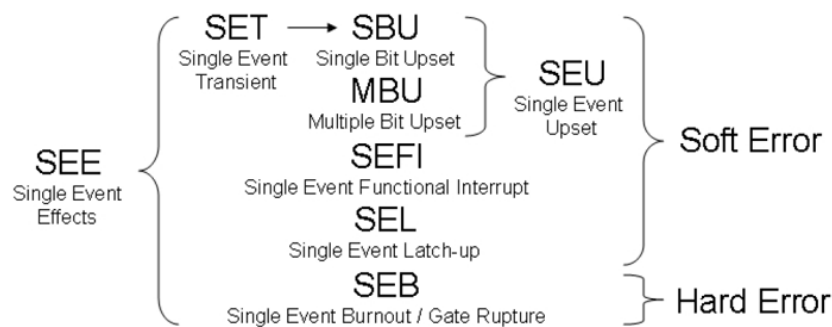 SET
Single Event
Transient
SBU
Single Bit Upset
MBU
Multiple Bit Upset
SEU
Single Event
Upset
SEE
Single Event
Effects
SEFI
Single Event Functional Interrupt
SEL
Single Event Latch-up
Soft Error
SEB
Single Event Burnout / Gate Rupture
Hard Error